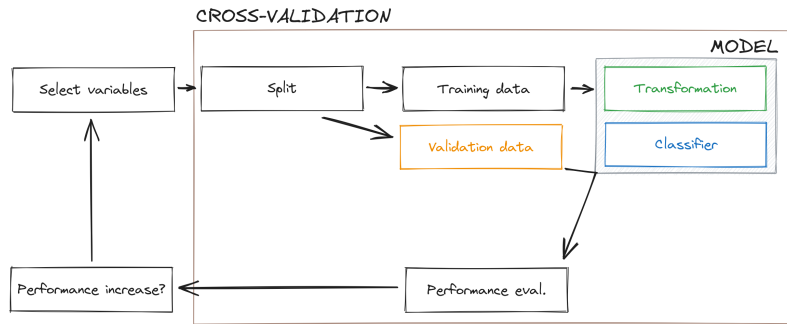 CROSS-VALIDATION
MODEL
Select variables
Split
Training data
Transformation
Validation data
Classifier
Performance increase?
Performance eval.